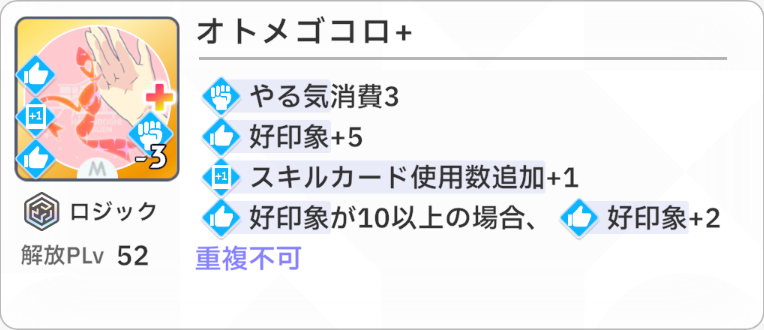 オトメゴコロ+
+1
-3
M
やる気消費3
好印象+5
+1 スキルカード使用数追加+1
好印象が10以上の場合、 好印象+2
重複不可
ロジック
解放PLv 52